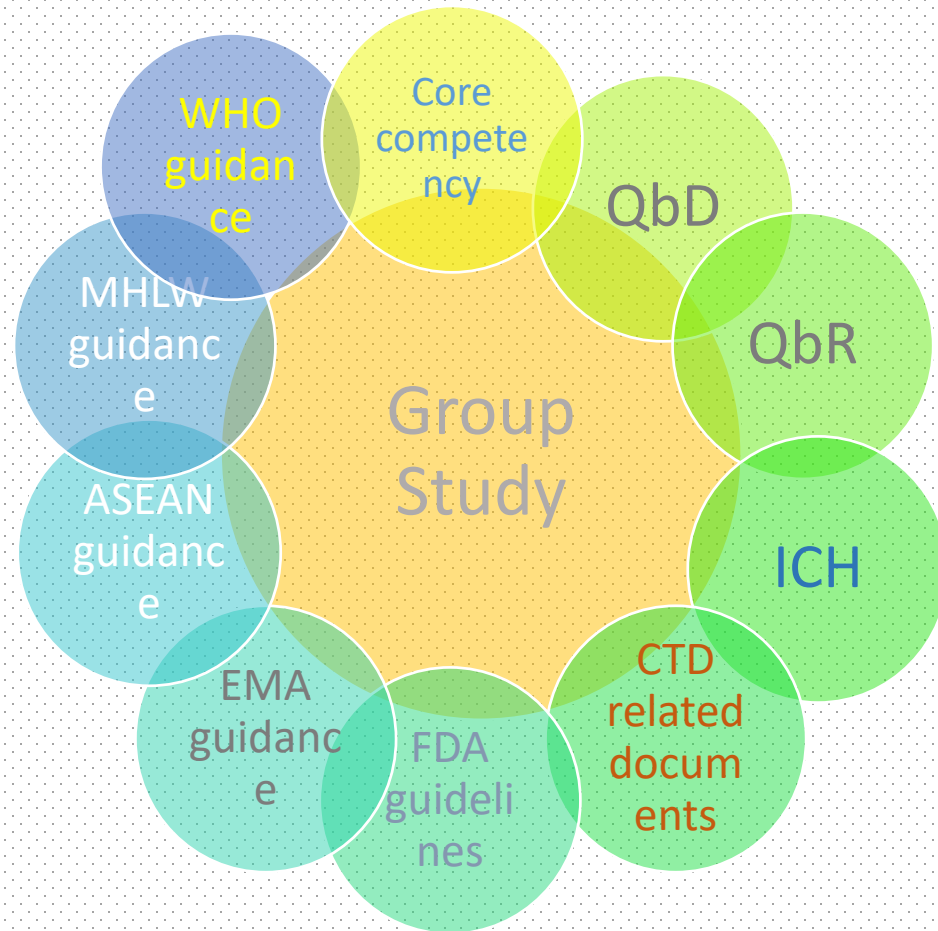 Core
compete
ncy
QbD
QbR
ICH
CTD
related
docum
ents
FDA
guideli
nes
EMA
guidanc
e
ASEAN
guidanc
e
MHLW
guidanc
e
WHO
guidan
ce
Group
Study